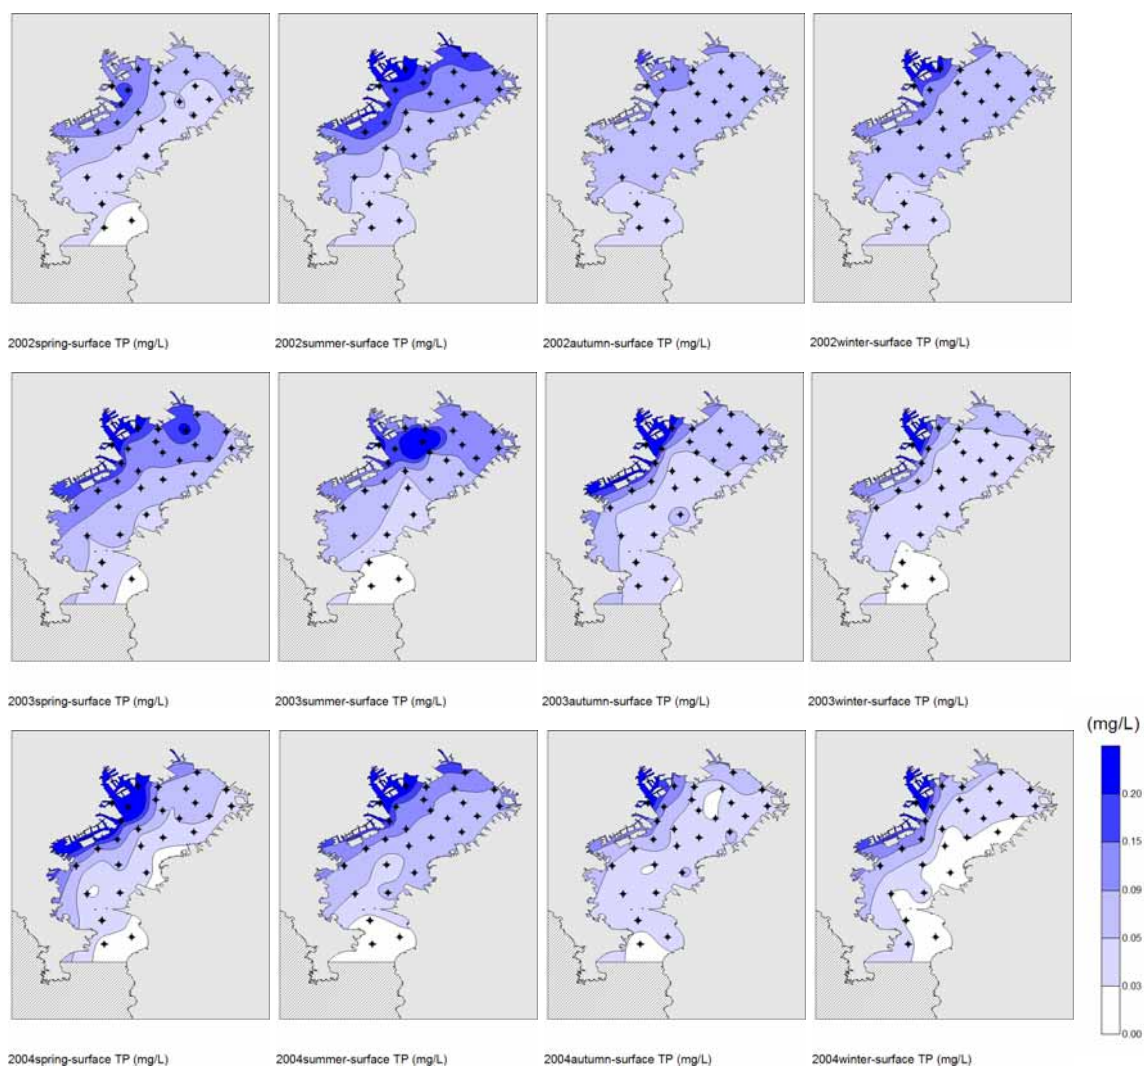 2002spring-surface TP (mg/L)
2002summer-surface TP (mg/L)
2002autumn-surface TP (mg/L)
2002winter-surface TP (mg/L)
2003spring-surface TP (mg/L)
2003summer-surface TP (mg/L)
2003autumn-surface TP (mg/L)
2003winter-surface TP (mg/L)
(mg/L)
0.20
0.15
0.09
0.05
0.03
0.00
2004spring-surface TP (mg/L)
2004summer-surface TP (mg/L)
2004autumn-surface TP (mg/L)
2004winter-surface TP (mg/L)